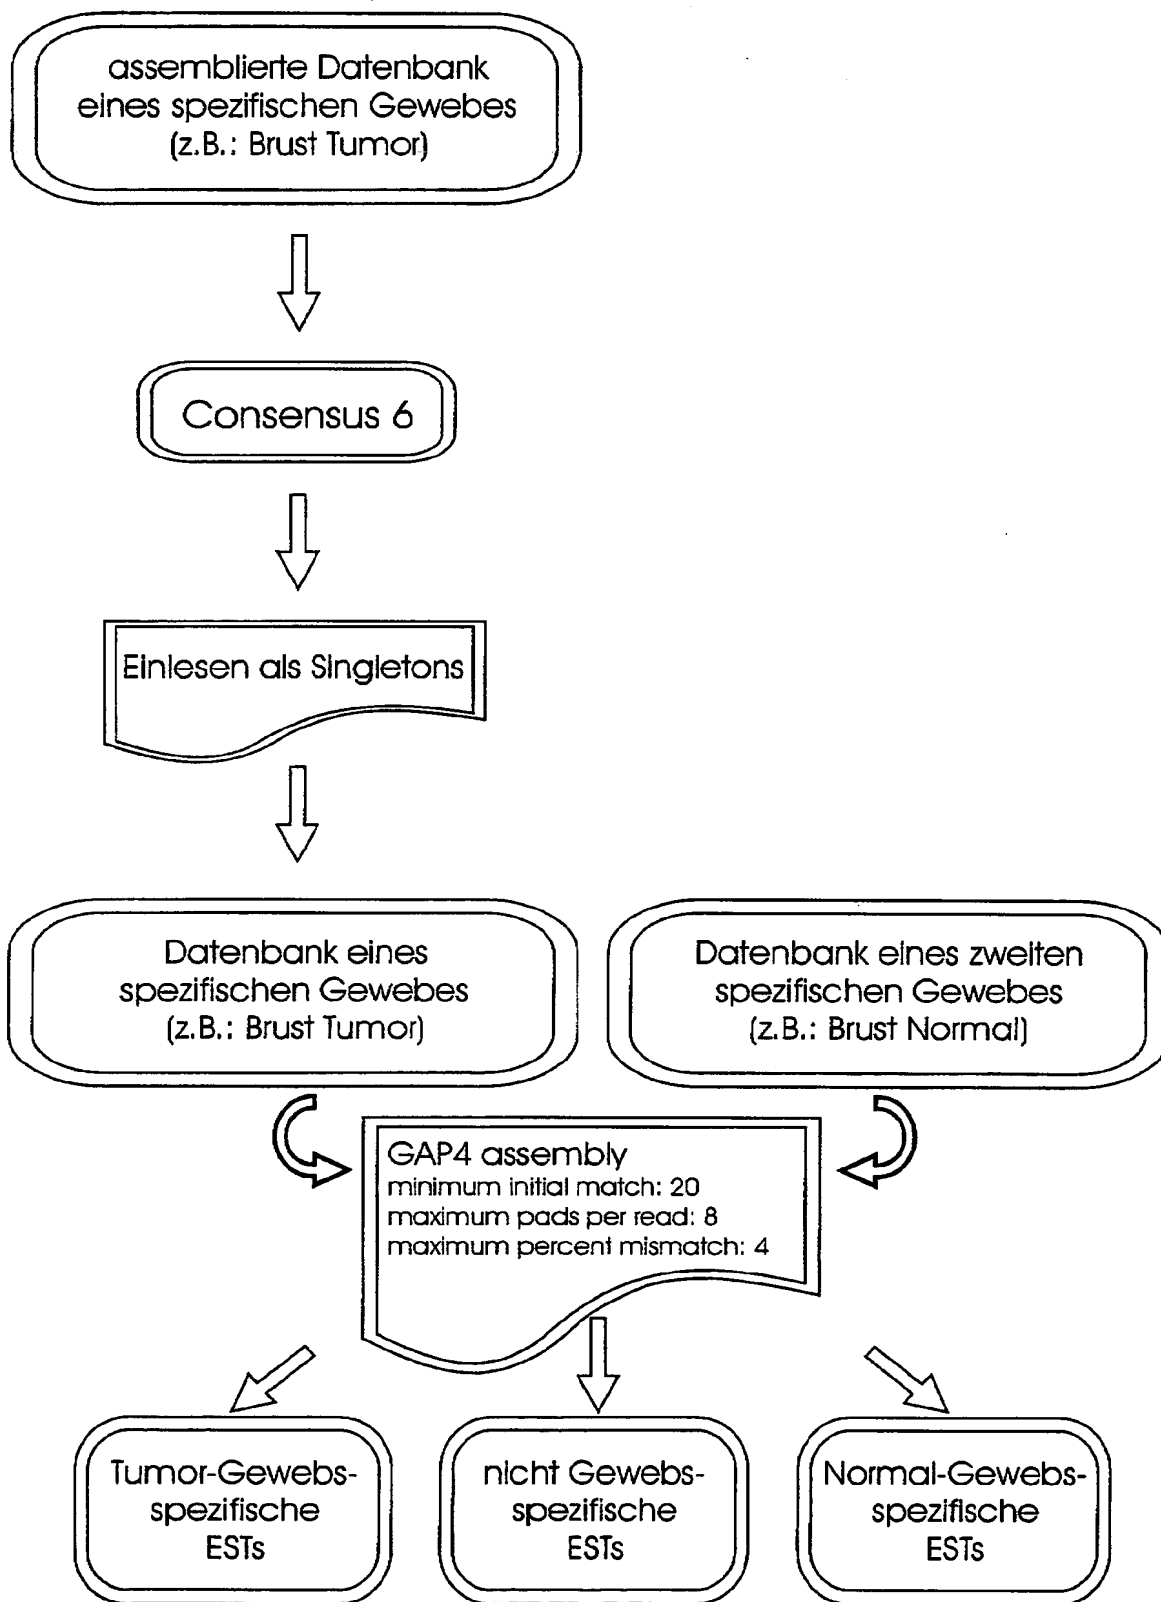 assemblierte Datenbank
eines spezifischen Gewebes
(z.B.: Brust Tumor)
Consensus 6
Einlesen als Singletons
Datenbank eines
spezifischen Gewebes
(z.B.: Brust Tumor)
Datenbank eines zweiten
spezifischen Gewebes
(z.B.: Brust Normal)
GAP4 assembly
minimum initial match: 20
maximum pads per read: 8
maximum percent mismatch: 4
Tumor-Gewebs-
spezifische
ESTs
nicht Gewebs-
spezifische
ESTs
Normal-Gewebs-
spezifische
ESTs